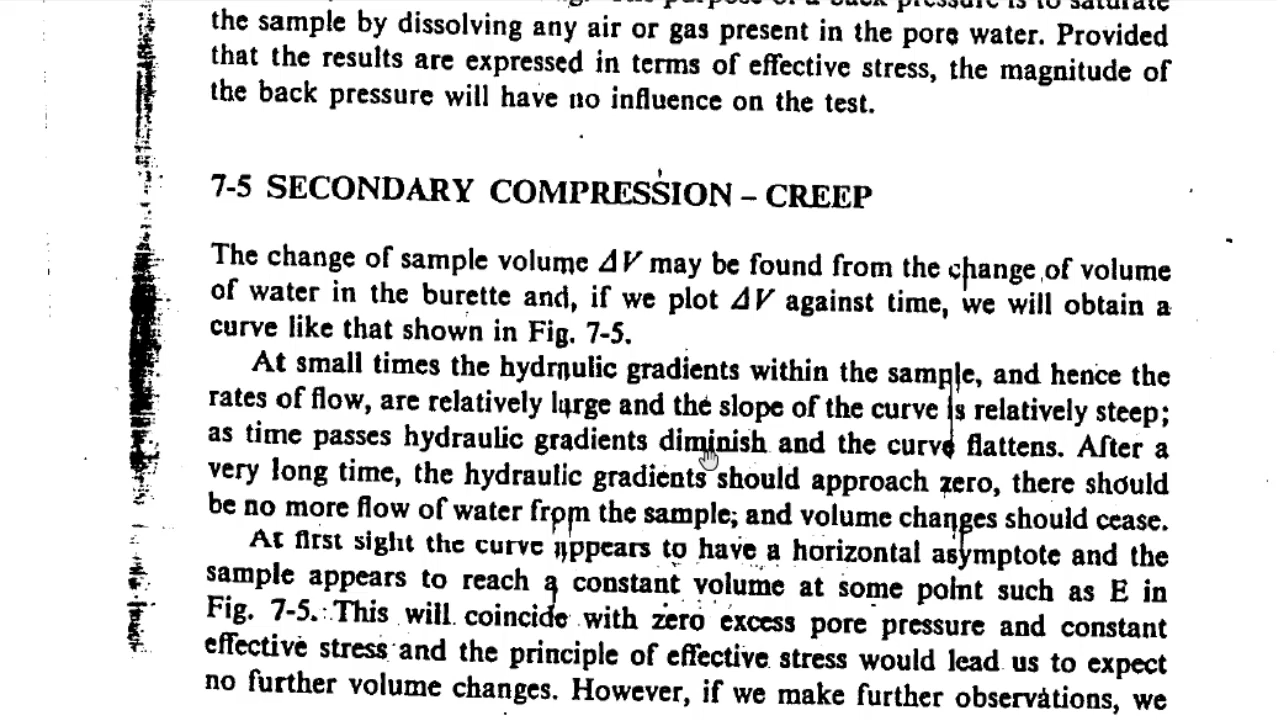 the sample by dissolving any air or gas present in the pore water. Provided
that the results are expressed in terms of effective stress, the magnitude of
the back pressure will have no influence on the test.
7-5 SECONDARY COMPRESSION – CREEP
The change of sample volume ΔV may be found from the change of volume
of water in the burette and, if we plot ΔV against time, we will obtain a
curve like that shown in Fig. 7-5.
At small times the hydraulic gradients within the sample, and hence the
rates of flow, are relatively large and the slope of the curve is relatively steep;
as time passes hydraulic gradients diminish and the curve flattens. After a
very long time, the hydraulic gradients should approach zero, there should
be no more flow of water from the sample; and volume changes should cease.
At first sight the curve appears to have a horizontal asymptote and the
sample appears to reach a constant volume at some point such as E in
Fig. 7-5. This will coincide with zero excess pore pressure and constant
effective stress and the principle of effective stress would lead us to expect
no further volume changes. However, if we make further observations, we